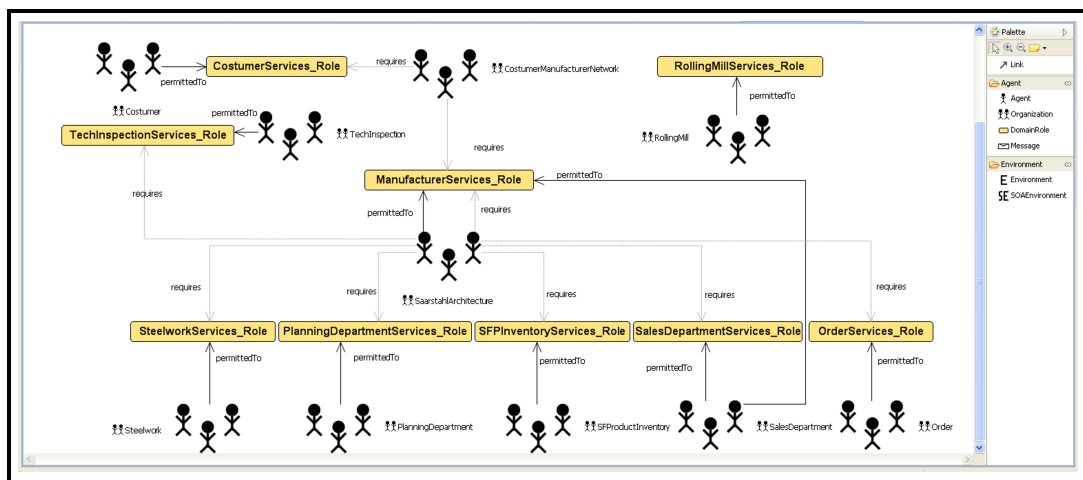 CostumerServices_Role
requires
CostumerManufacturerNetwork
RollingMillServices_Role
permittedTo
Costumer
permittedTo
permittedTo
TechInspectionServices_Role
TechInspection
RollingMill
requires
ManufacturerServices_Role
permittedTo
requires
permittedTo
requires
SaarstahlArchitecture
requires
requires
requires
requires
requires
SteelworkServices_Role
PlanningDepartmentServices_Role
SFPInventoryServices_Role
SalesDepartmentServices_Role
OrderServices_Role
permittedTo
permittedTo
permittedTo
permittedTo
permittedTo
Steelwork
PlanningDepartment
SFProductInventory
SalesDepartment
Order
Palette
Link
Agent
Agent
Organization
DomainRole
Message
Environment
E Environment
SE SOAEnvironment